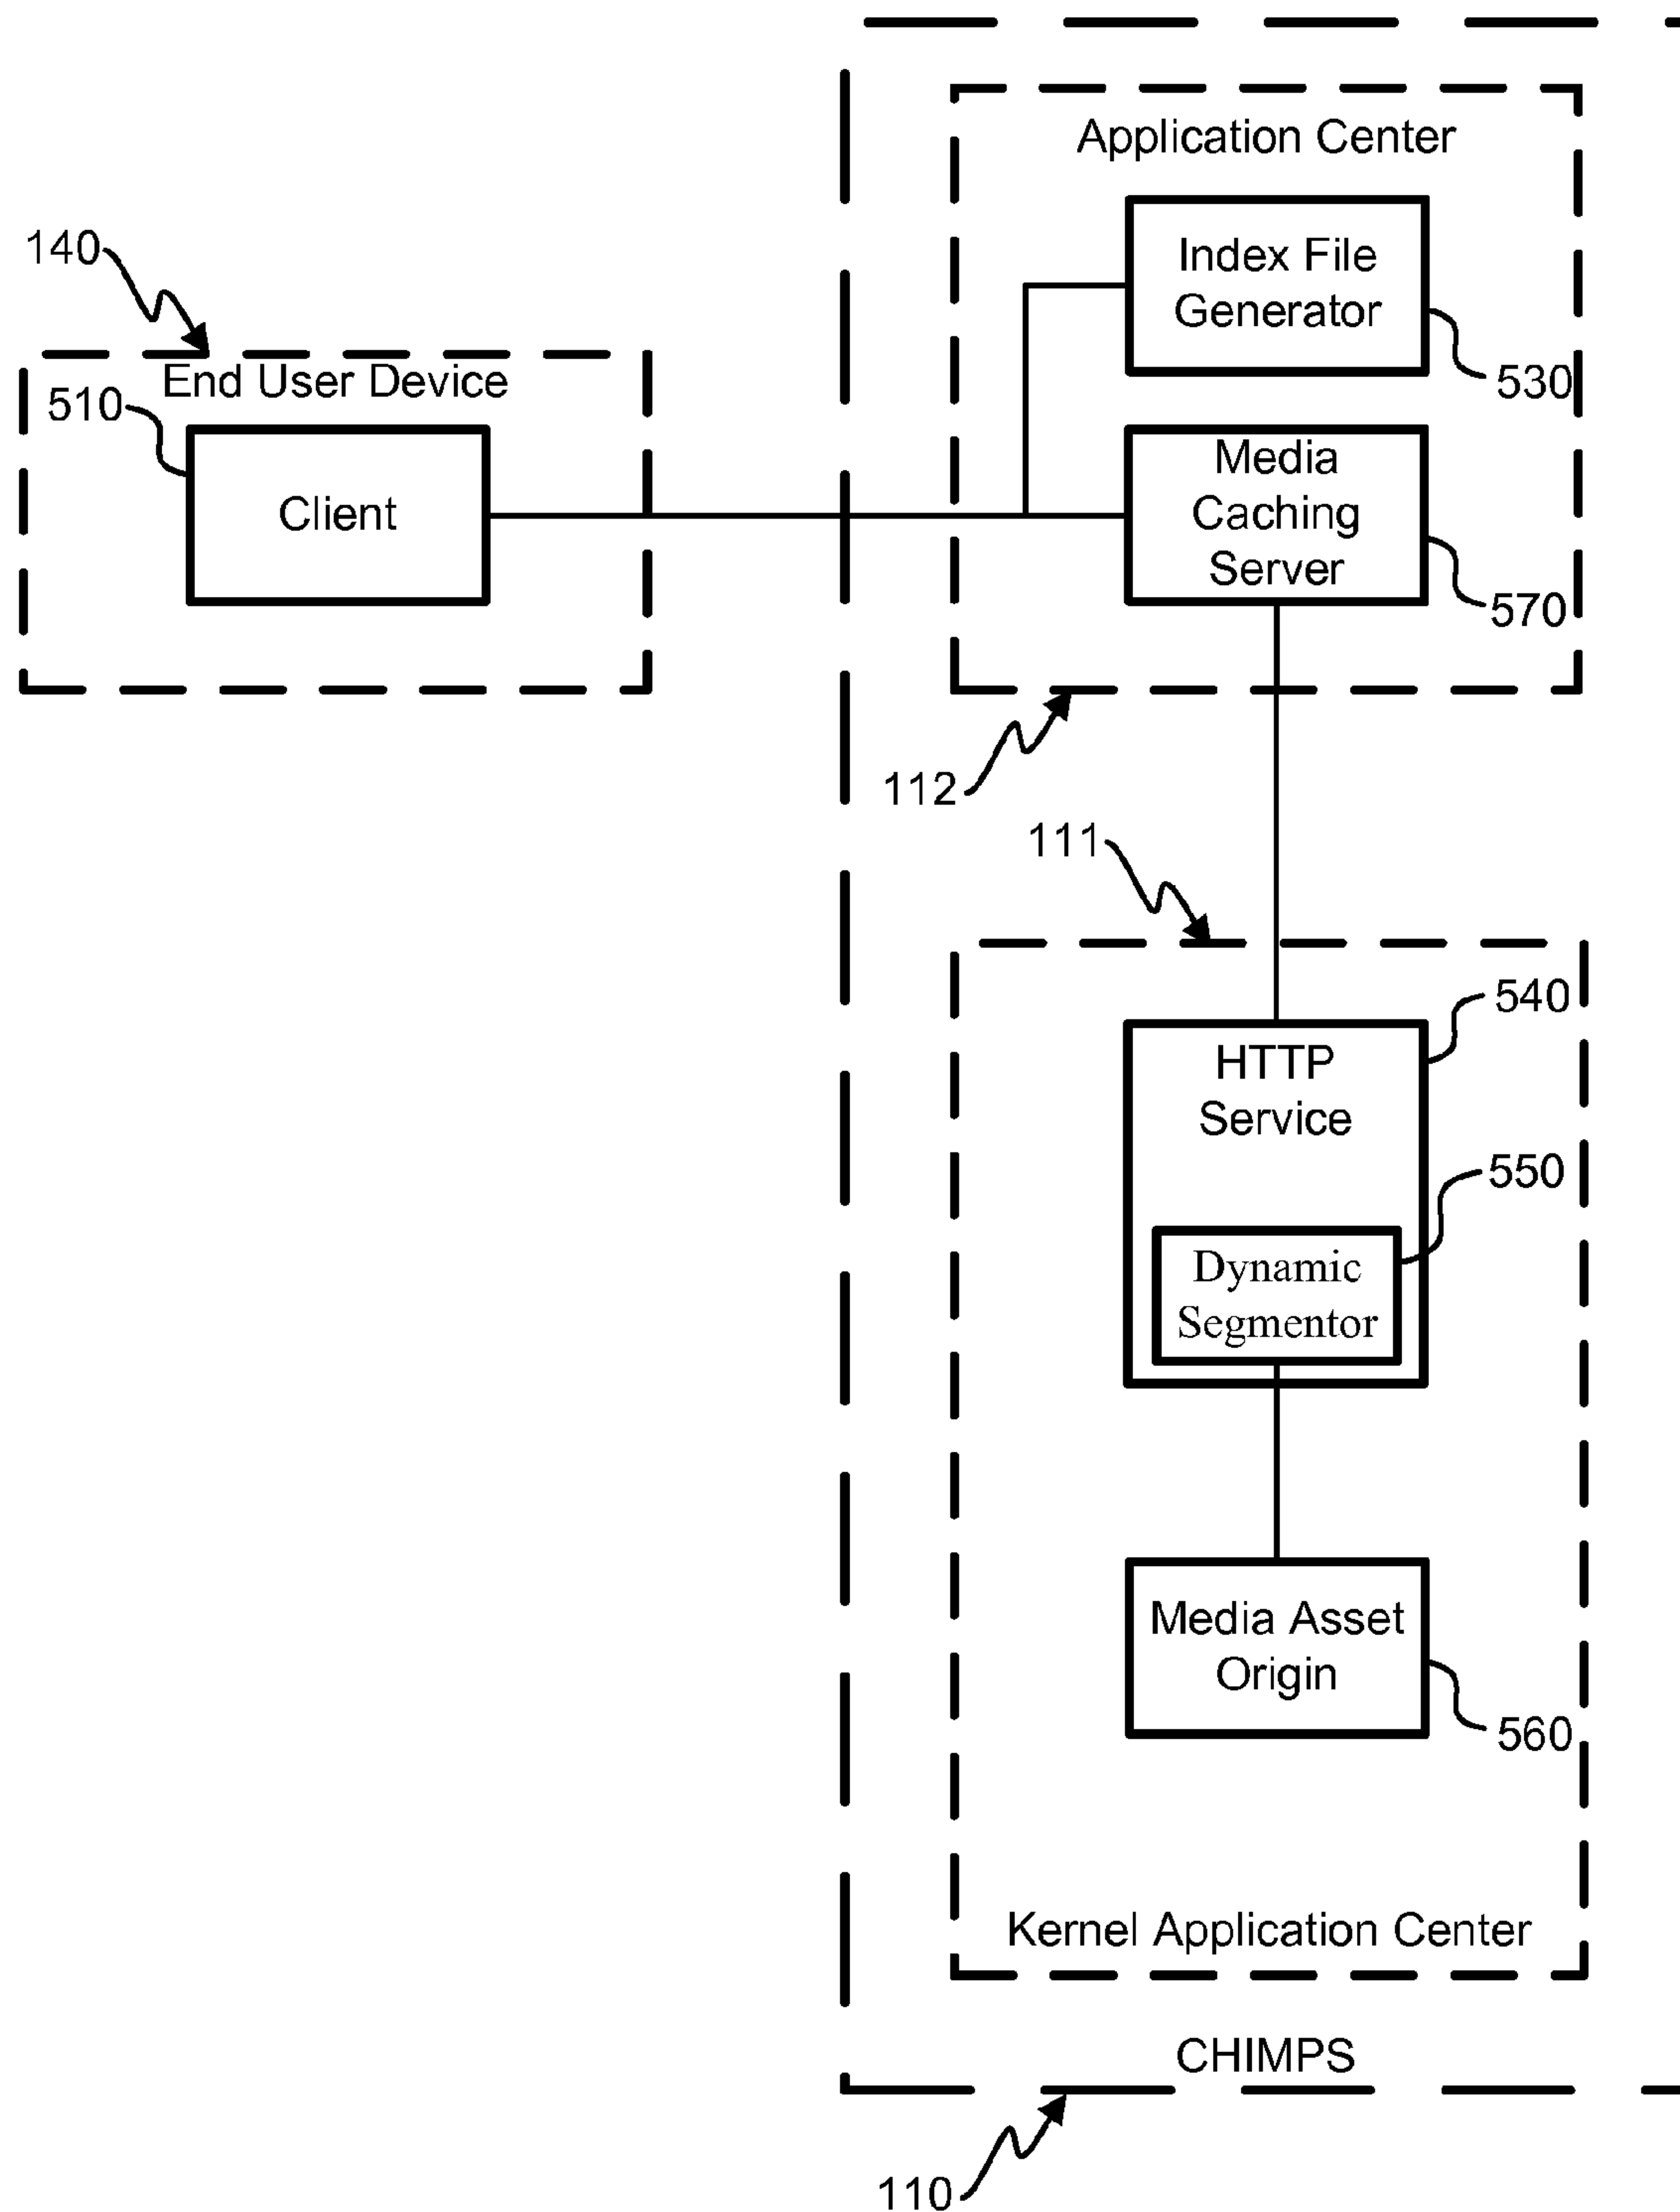 Application Center
Index File
Generator
530
140
End User Device
510
Client
Media
Caching
Server
570
112
111
540
HTTP
Service
550
Dynamic
Segmentor
Media Asset
Origin
560
Kernel Application Center
CHIMPS
110